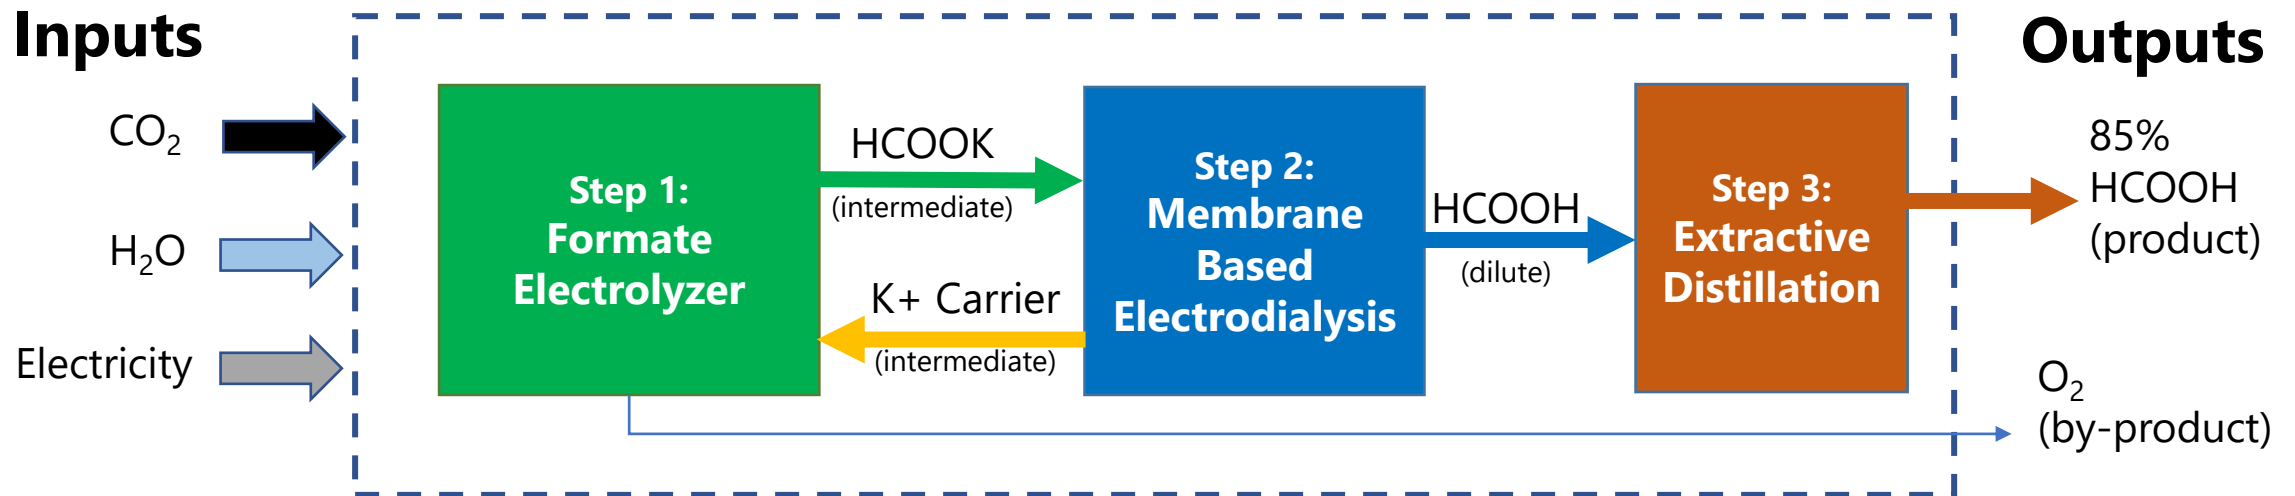 Inputs
CO₂
H₂O
Electricity
Step 1:
Formate
Electrolyzer
HCOOK
(intermediate)
K+ Carrier
(intermediate)
Step 2:
Membrane
Based
Electrodialysis
HCOOH
(dilute)
Step 3:
Extractive
Distillation
Outputs
85%
HCOOH
(product)
O₂
(by-product)